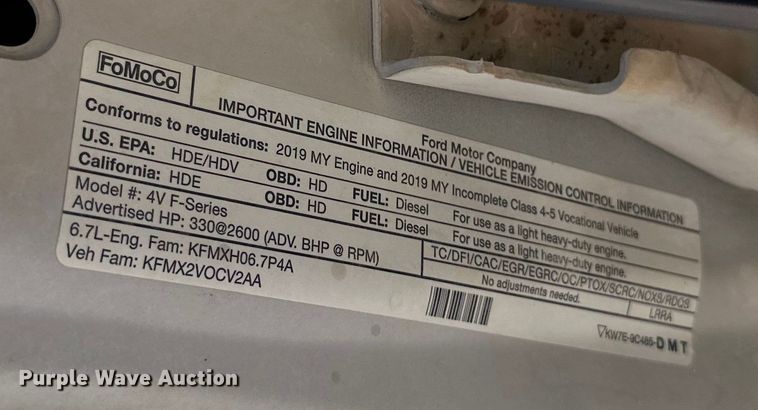 FoMoCo
Ford Motor Company
IMPORTANT ENGINE INFORMATION / VEHICLE EMISSION CONTROL INFORMATION
Conforms to regulations: 2019 MY Engine and 2019 MY Incomplete Class 4-5 Vocational Vehicle
U.S. EPA: HDE/HDV OBD: HD FUEL: Diesel For use as a light heavy-duty engine.
California: HDE OBD: HD FUEL: Diesel For use as a light heavy-duty engine.
Model #: 4V F-Series
Advertised HP: 330@2600 (ADV. BHP @ RPM)
TC/DFI/CAC/EGR/EGRC/OC/PTOX/SCRC/NOXS/RDQS
6.7L-Eng. Fam: KFMXH06.7P4A
No adjustments needed.
LRRA
Veh Fam: KFMX2VOCV2AA
KW7E-9C485-DMT
Purple Wave Auction